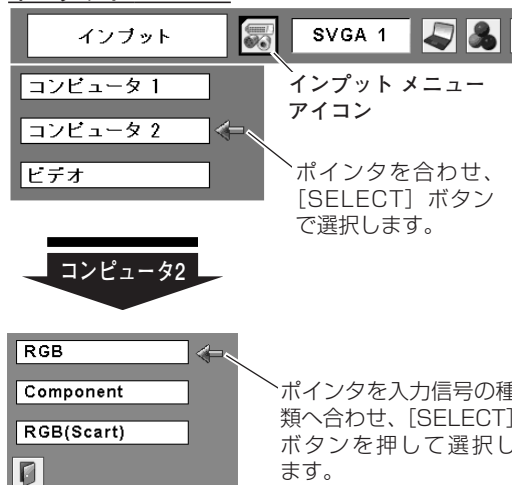 インプット
SVGA 1
コンピュータ 1
インプット メニュー
アイコン
コンピュータ 2
ビデオ
ポインタを合わせ、
［SELECT］ボタン
で選択します。
コンピュータ2
RGB
Component
RGB(Scart)
ポインタを入力信号の種
類へ合わせ、［SELECT］
ボタンを押して選択し
ます。